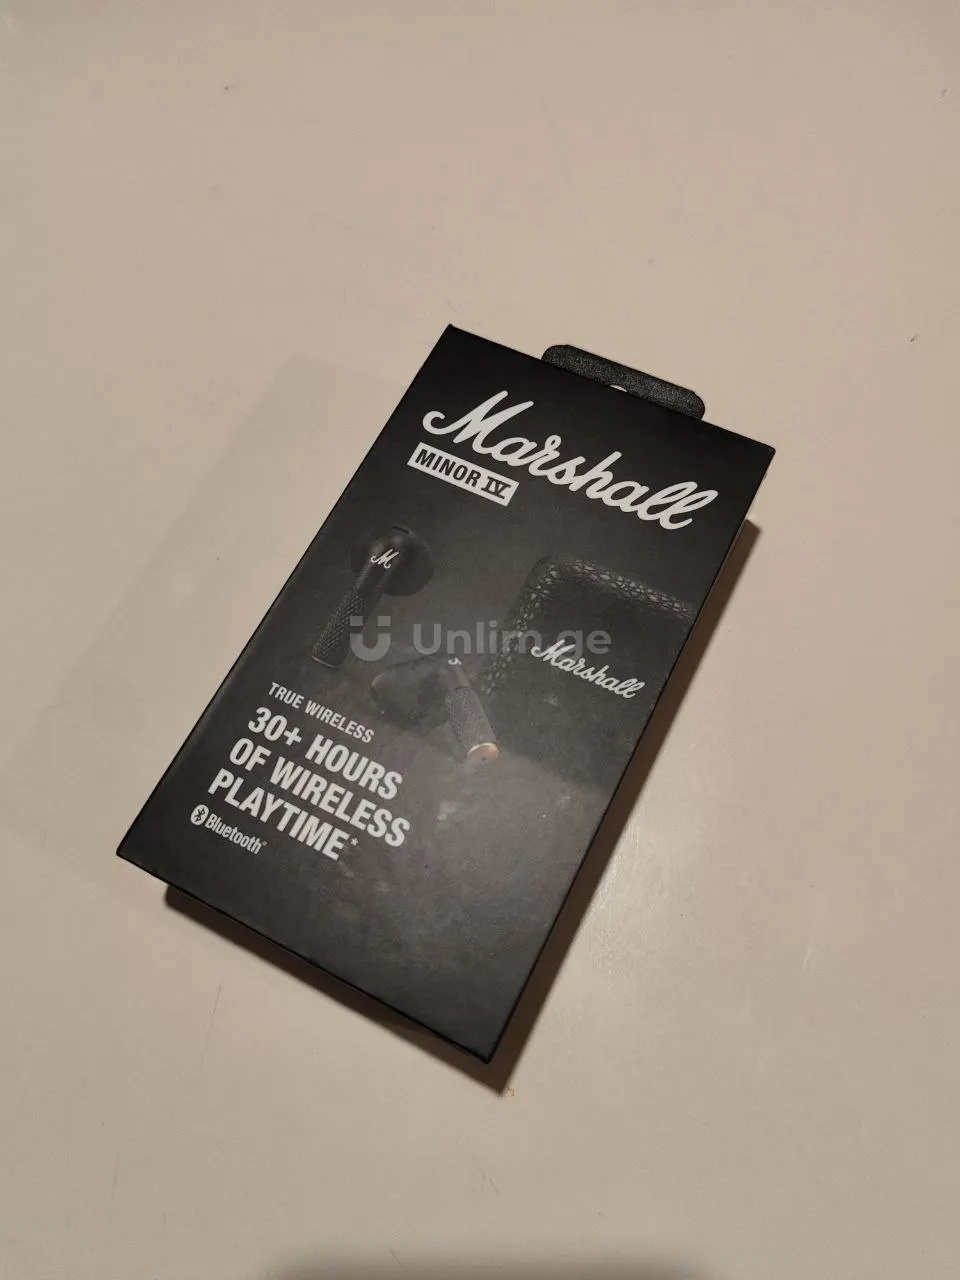 Marshall
MINOR IV
M
Unlim.ge
Marshall
TRUE WIRELESS
30+ HOURS
OF WIRELESS
PLAYTIME*
Bluetooth®